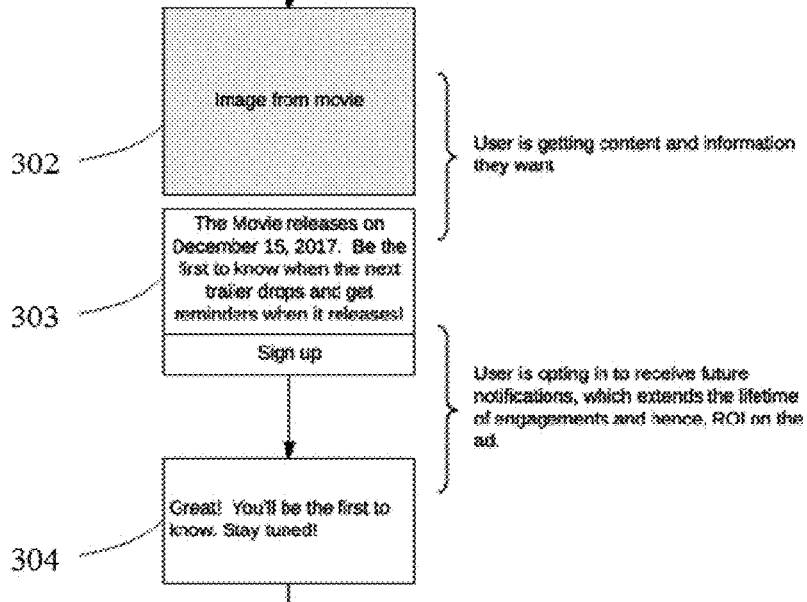 Image from movie
302
User is getting content and information
they want
The Movie releases on
December 15, 2017. Be the
first to know when the next
trailer drops and get
reminders when it releases!
303
Sign up
User is opting in to receive future
notifications, which extends the lifetime
of engagements and hence, ROI on the
ad.
Great! You'll be the first to
know. Stay tuned!
304